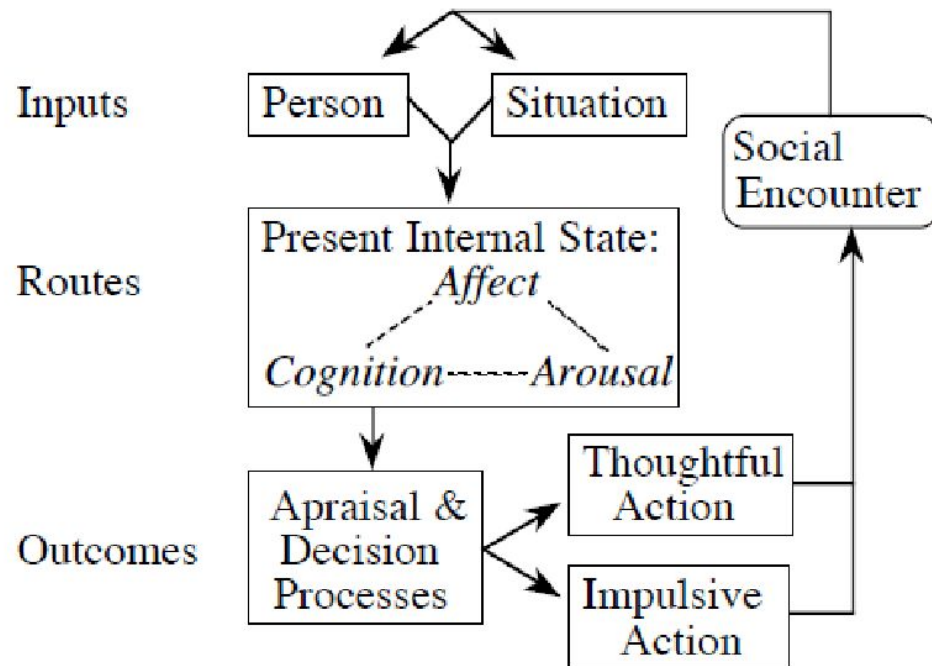 Inputs
Person
Situation
Social
Encounter
Routes
Present Internal State:
Affect
Cognition
Arousal
Outcomes
Apraisal &
Decision
Processes
Thoughtful
Action
Impulsive
Action